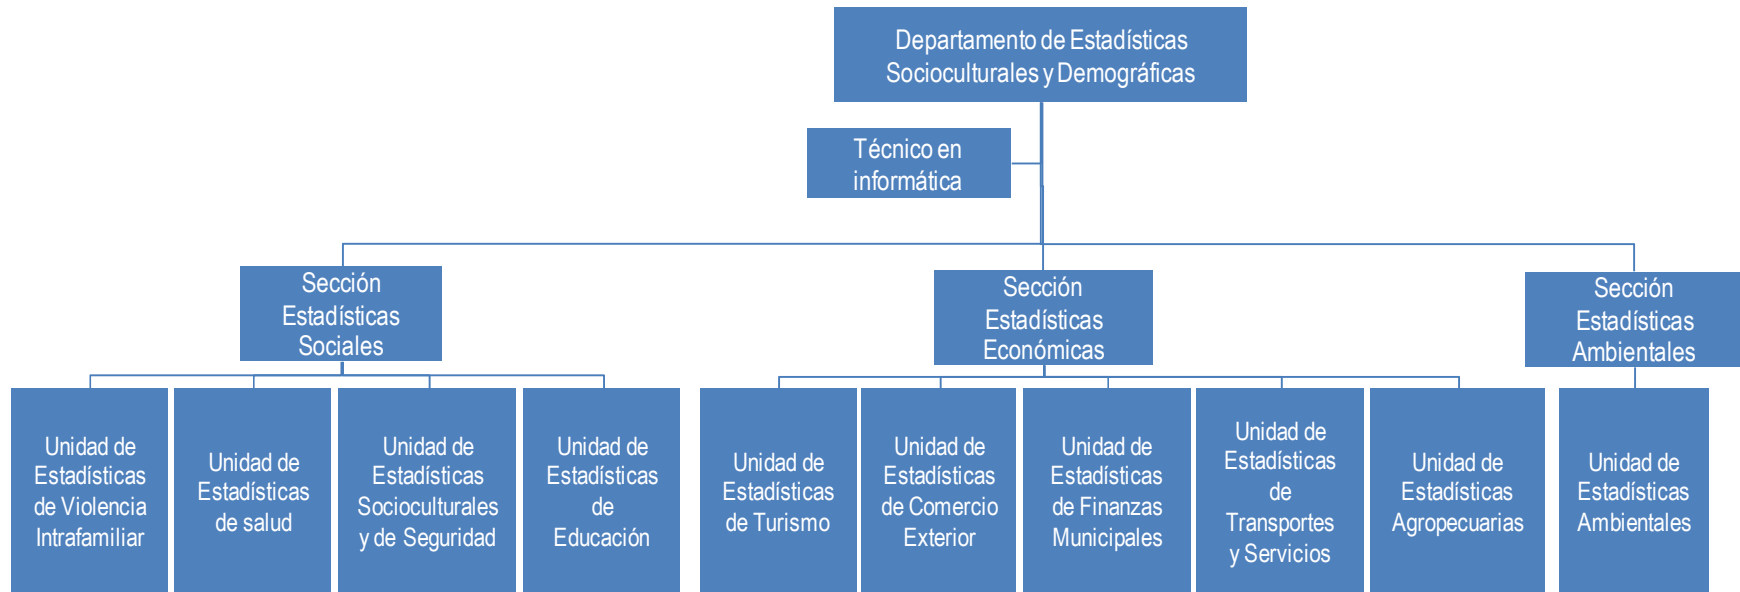 Departamento de Estadísticas
Socioculturales y Demográficas
Técnico en
informática
Sección
Estadísticas
Sociales
Sección
Estadísticas
Económicas
Sección
Estadísticas
Ambientales
Unidad de
Estadísticas
de Violencia
Intrafamiliar
Unidad de
Estadísticas
de salud
Unidad de
Estadísticas
Socioculturales
y de Seguridad
Unidad de
Estadísticas
de
Educación
Unidad de
Estadísticas
de Turismo
Unidad de
Estadísticas
de Comercio
Exterior
Unidad de
Estadísticas
de Finanzas
Municipales
Unidad de
Estadísticas
de
Transportes
y Servicios
Unidad de
Estadísticas
Agropecuarias
Unidad de
Estadísticas
Ambientales